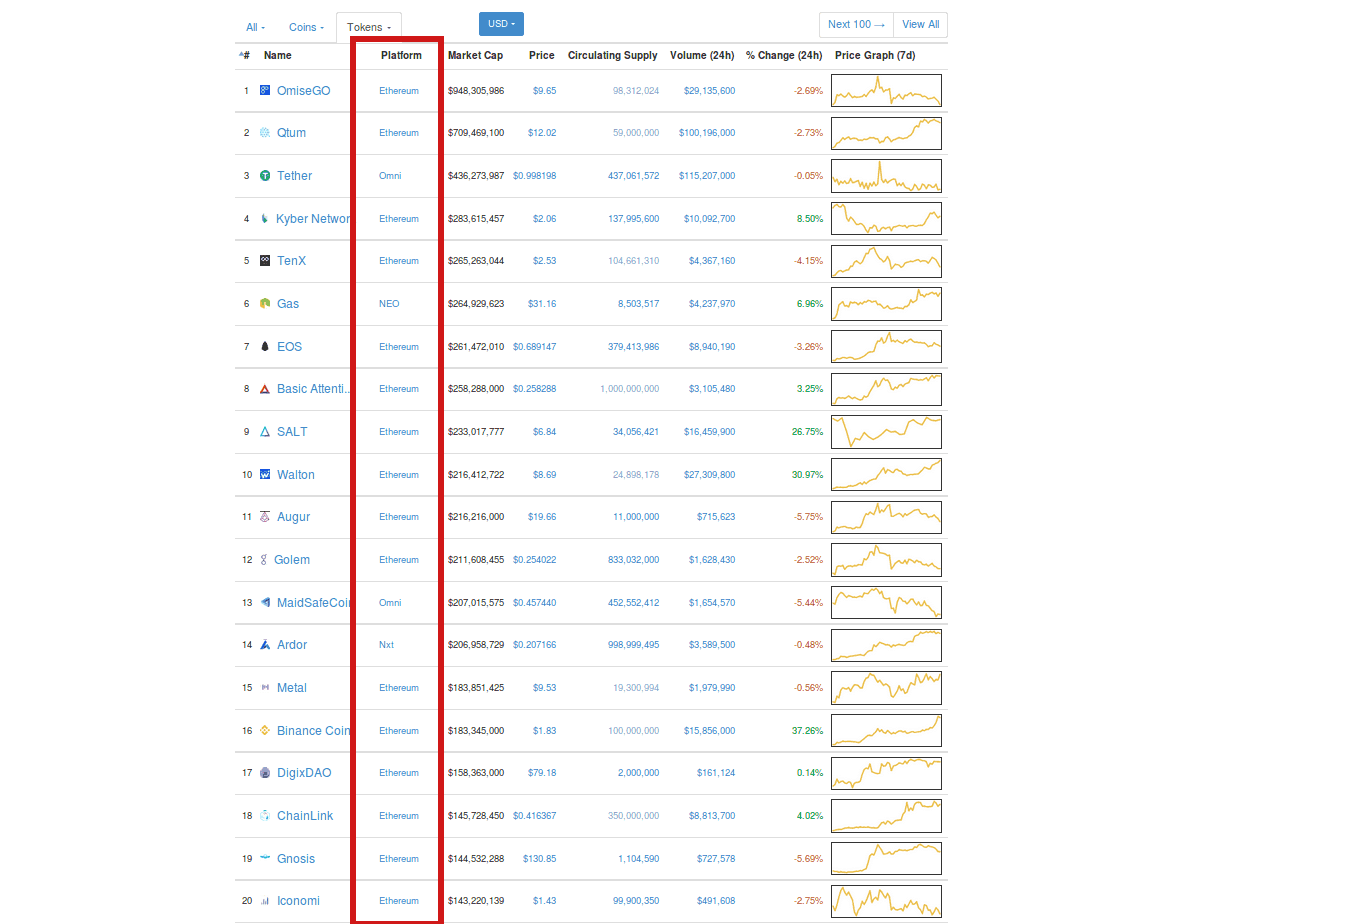 All Coins Tokens USD Next 100 → View All
# Name Platform Market Cap Price Circulating Supply Volume (24h) % Change (24h) Price Graph (7d)
1 OmiseGO Ethereum $948,305,986 $9.65 98,312,024 $29,135,600 -2.69%
2 Qtum Ethereum $709,469,100 $12.02 59,000,000 $100,196,000 -2.73%
3 Tether Omni $436,273,987 $0.998198 437,061,572 $115,207,000 -0.05%
4 Kyber Networ Ethereum $283,615,457 $2.06 137,995,600 $10,092,700 8.50%
5 TenX Ethereum $265,263,044 $2.53 104,661,310 $4,367,160 -4.15%
6 Gas NEO $264,929,623 $31.16 8,503,517 $4,237,970 6.96%
7 EOS Ethereum $261,472,010 $0.689147 379,413,986 $8,940,190 -3.26%
8 Basic Attenti... Ethereum $258,288,000 $0.258288 1,000,000,000 $3,105,480 3.25%
9 SALT Ethereum $233,017,777 $6.84 34,056,421 $16,459,900 26.75%
10 Walton Ethereum $216,412,722 $8.69 24,898,178 $27,309,800 30.97%
11 Augur Ethereum $216,216,000 $19.66 11,000,000 $715,623 -5.75%
12 Golem Ethereum $211,608,455 $0.254022 833,032,000 $1,628,430 -2.52%
13 MaidSafeCoi Omni $207,015,575 $0.457440 452,552,412 $1,654,570 -5.44%
14 Ardor Nxt $206,958,729 $0.207166 998,999,495 $3,589,500 -0.48%
15 Metal Ethereum $183,851,425 $9.53 19,300,994 $1,979,990 -0.56%
16 Binance Coin Ethereum $183,345,000 $1.83 100,000,000 $15,856,000 37.26%
17 DigixDAO Ethereum $158,363,000 $79.18 2,000,000 $161,124 0.14%
18 ChainLink Ethereum $145,728,450 $0.416367 350,000,000 $8,813,700 4.02%
19 Gnosis Ethereum $144,532,288 $130.85 1,104,590 $727,578 -5.69%
20 Iconomi Ethereum $143,220,139 $1.43 99,900,350 $491,608 -2.75%